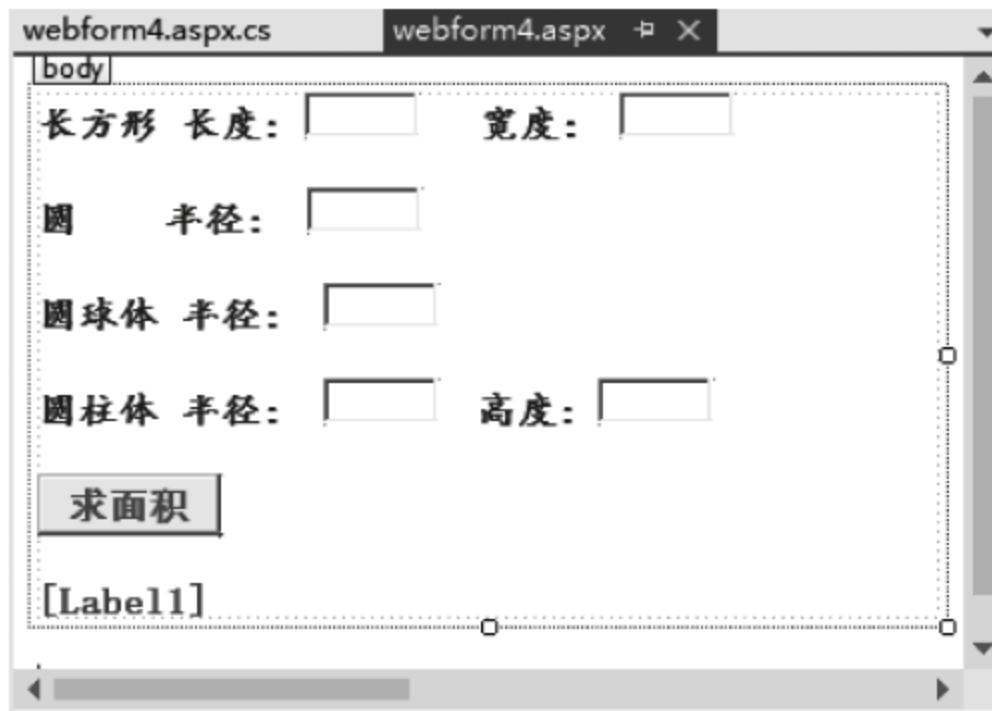 webform4.aspx.cs webform4.aspx
body
长方形 长度: 宽度:
圆 半径:
圆球体 半径:
圆柱体 半径: 高度:
求面积
[Label1]